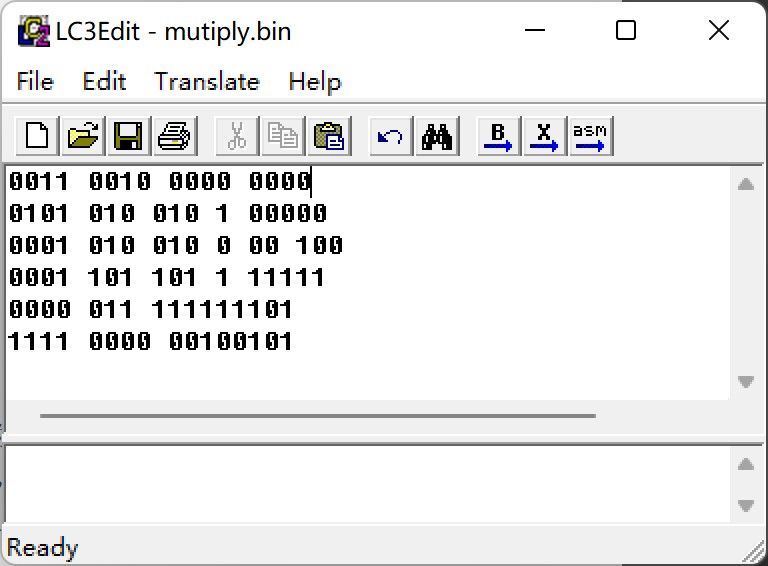 LC3Edit - mutiply.bin
File Edit Translate Help
B X asm
0011 0010 0000 0000
0101 010 010 1 00000
0001 010 010 0 00 100
0001 101 101 1 11111
0000 011 111111101
1111 0000 00100101
Ready